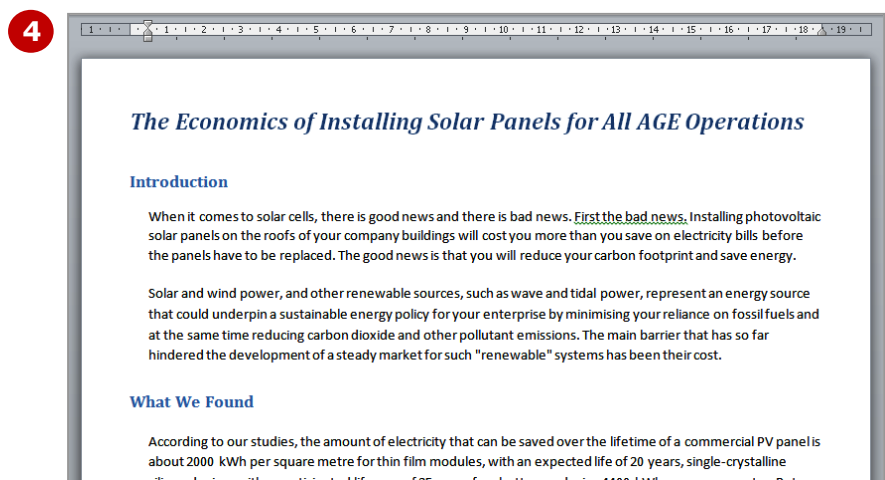 4
1 · 1 · 2 · 3 · 4 · 5 · 6 · 7 · 8 · 9 · 10 · 11 · 12 · 13 · 14 · 15 · 16 · 17 · 18 · 19
The Economics of Installing Solar Panels for All AGE Operations
Introduction
When it comes to solar cells, there is good news and there is bad news. First the bad news. Installing photovoltaic
solar panels on the roofs of your company buildings will cost you more than you save on electricity bills before
the panels have to be replaced. The good news is that you will reduce your carbon footprint and save energy.
Solar and wind power, and other renewable sources, such as wave and tidal power, represent an energy source
that could underpin a sustainable energy policy for your enterprise by minimising your reliance on fossil fuels and
at the same time reducing carbon dioxide and other pollutant emissions. The main barrier that has so far
hindered the development of a steady market for such "renewable" systems has been their cost.
What We Found
According to our studies, the amount of electricity that can be saved over the lifetime of a commercial PV panel is
about 2000 kWh per square metre for thin film modules, with an expected life of 20 years, single-crystalline